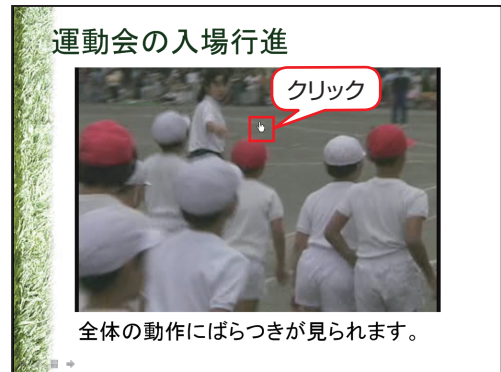 運動会の入場行進
クリック
全体の動作にばらつきが見られます。